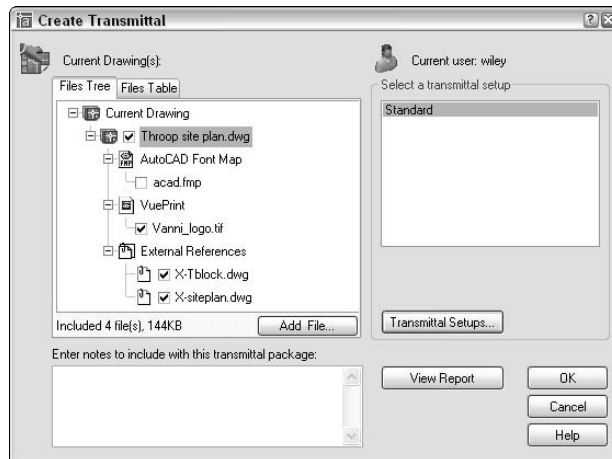 Create Transmittal
Current Drawing(s):
Files Tree
Files Table
Current Drawing
Throop site plan.dwg
AutoCAD Font Map
acad.fmp
VuePrint
Vanni_logo.tif
External References
X-Tblock.dwg
X-siteplan.dwg
Included 4 file(s), 144KB
Add File...
Enter notes to include with this transmittal package:
Current user: wiley
Select a transmittal setup
Standard
Transmittal Setups...
View Report
OK
Cancel
Help